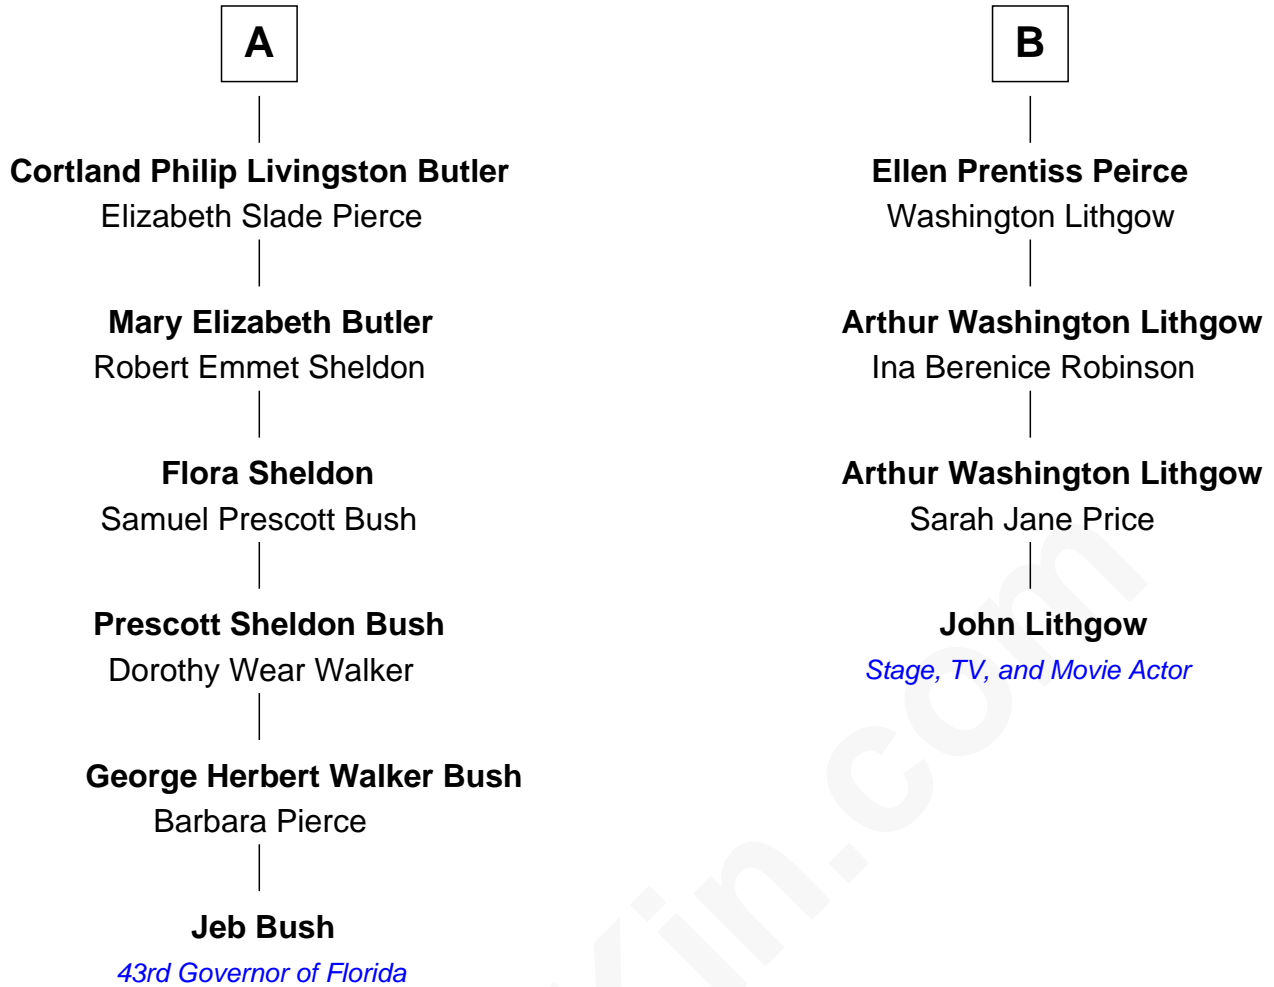 A
Cortland Philip Livingston Butler
Elizabeth Slade Pierce
Mary Elizabeth Butler
Robert Emmet Sheldon
Flora Sheldon
Samuel Prescott Bush
Prescott Sheldon Bush
Dorothy Wear Walker
George Herbert Walker Bush
Barbara Pierce
Jeb Bush
43rd Governor of Florida
B
Ellen Prentiss Peirce
Washington Lithgow
Arthur Washington Lithgow
Ina Berenice Robinson
Arthur Washington Lithgow
Sarah Jane Price
John Lithgow
Stage, TV, and Movie Actor
Kin.com